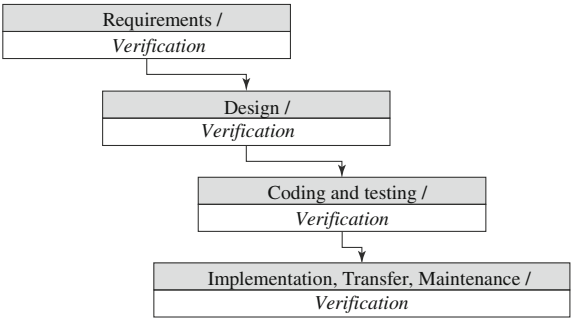 Requirements /
Verification
Design /
Verification
Coding and testing /
Verification
Implementation, Transfer, Maintenance /
Verification